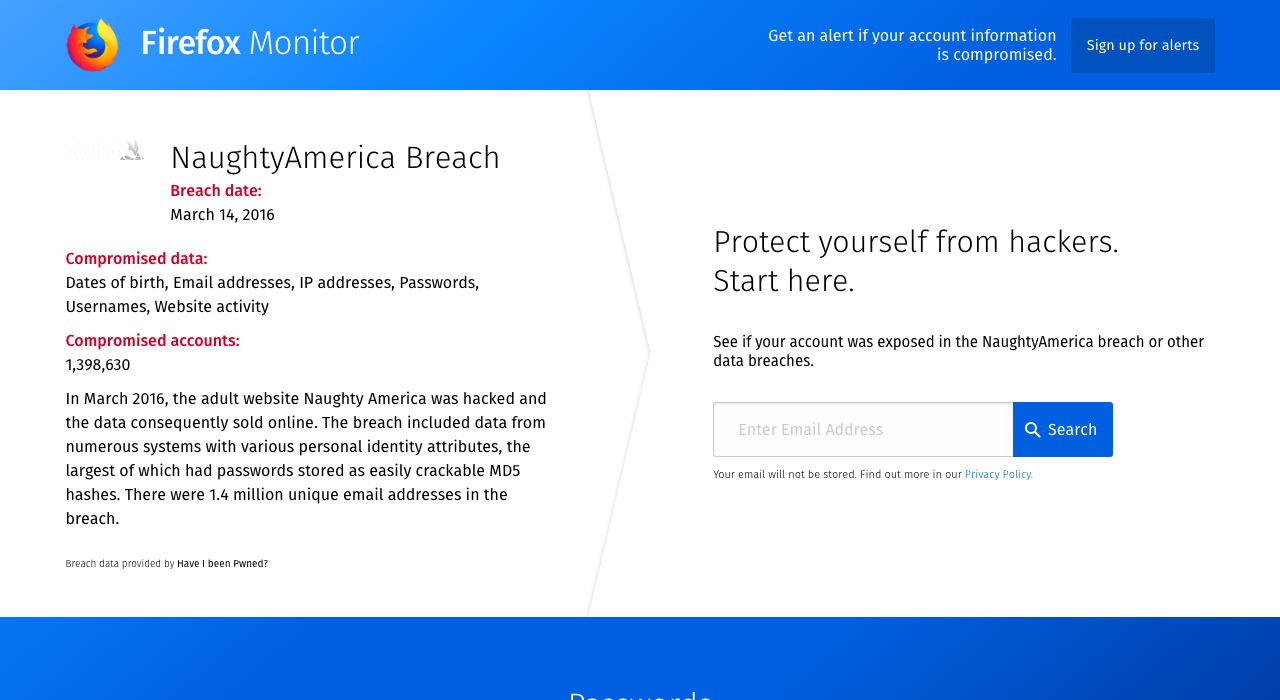 Firefox Monitor
Get an alert if your account information
is compromised.
Sign up for alerts
NaughtyAmerica Breach
Breach date:
March 14, 2016
Compromised data:
Dates of birth, Email addresses, IP addresses, Passwords,
Usernames, Website activity
Compromised accounts:
1,398,630
In March 2016, the adult website Naughty America was hacked and
the data consequently sold online. The breach included data from
numerous systems with various personal identity attributes, the
largest of which had passwords stored as easily crackable MD5
hashes. There were 1.4 million unique email addresses in the
breach.
Breach data provided by Have I been Pwned?
Protect yourself from hackers.
Start here.
See if your account was exposed in the NaughtyAmerica breach or other
data breaches.
Enter Email Address
Search
Your email will not be stored. Find out more in our Privacy Policy.
Passwords